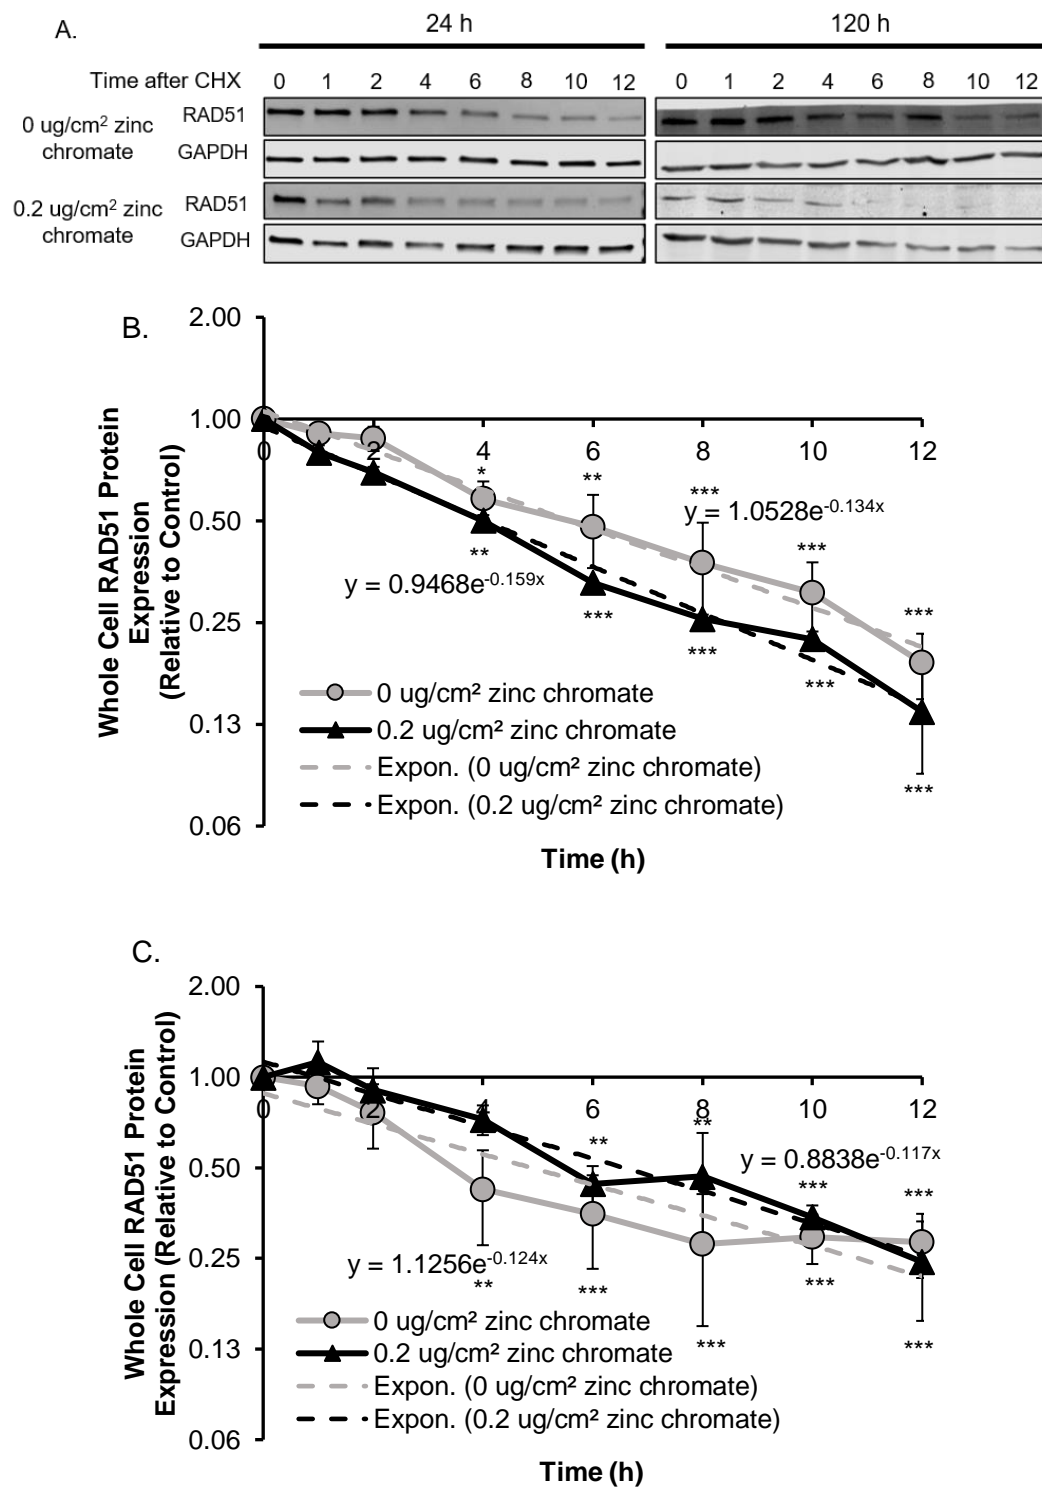 A.
24 h
120 h
Time after CHX 0 1 2 4 6 8 10 12 0 1 2 4 6 8 10 12
0 ug/cm² zinc
chromate
RAD51
GAPDH
0.2 ug/cm² zinc
chromate
RAD51
GAPDH
B.
Whole Cell RAD51 Protein
Expression
(Relative to Control)
2.00
1.00
0.50
0.25
0.13
0.06
0 2 4 6 8 10 12
* ** *** *** ***
y = 1.0528e^-0.134x
** *** *** *** ***
y = 0.9468e^-0.159x
0 ug/cm² zinc chromate
0.2 ug/cm² zinc chromate
Expon. (0 ug/cm² zinc chromate)
Expon. (0.2 ug/cm² zinc chromate)
Time (h)
C.
Whole Cell RAD51 Protein
Expression (Relative to Control)
2.00
1.00
0.50
0.25
0.13
0.06
0 2 4 6 8 10 12
** ** *** ***
y = 0.8838e^-0.117x
y = 1.1256e^-0.124x
** *** *** *** ***
0 ug/cm² zinc chromate
0.2 ug/cm² zinc chromate
Expon. (0 ug/cm² zinc chromate)
Expon. (0.2 ug/cm² zinc chromate)
Time (h)